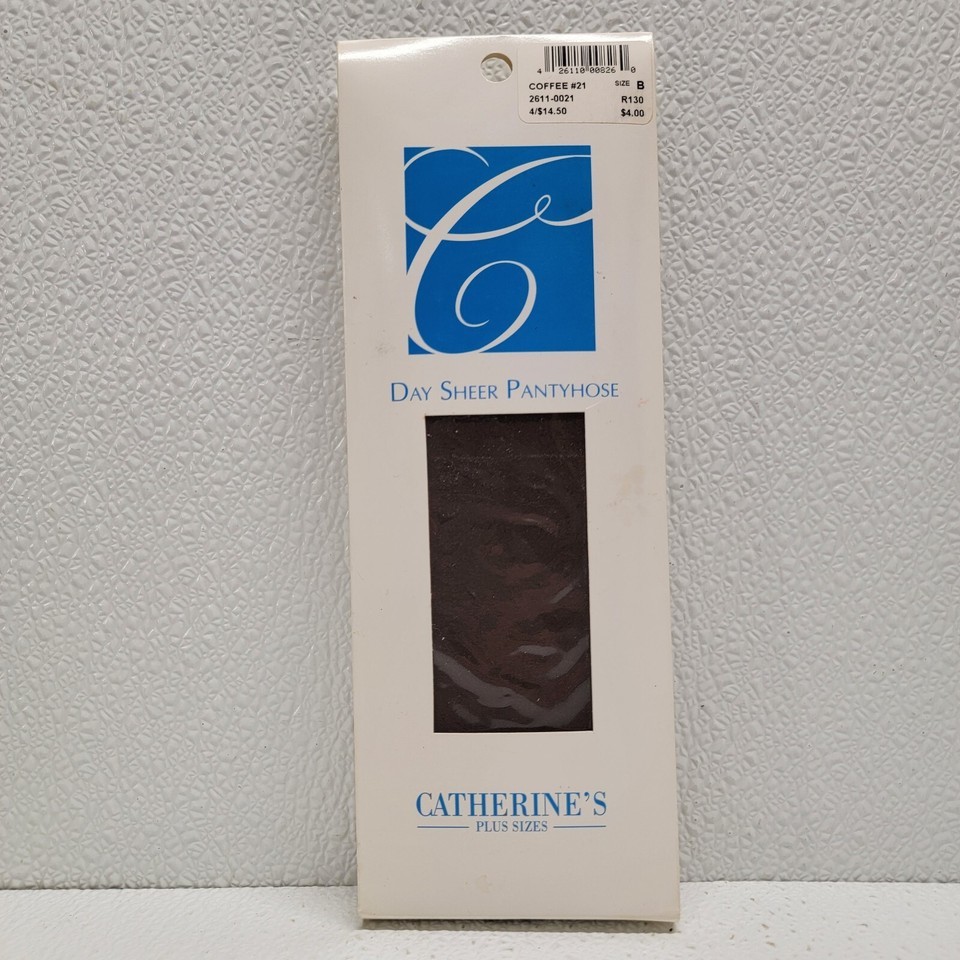 4 26110 00826 0
COFFEE #21 SIZE B
2611-0021 R130
4/$14.50 $4.00
DAY SHEER PANTYHOSE
CATHERINE'S
PLUS SIZES